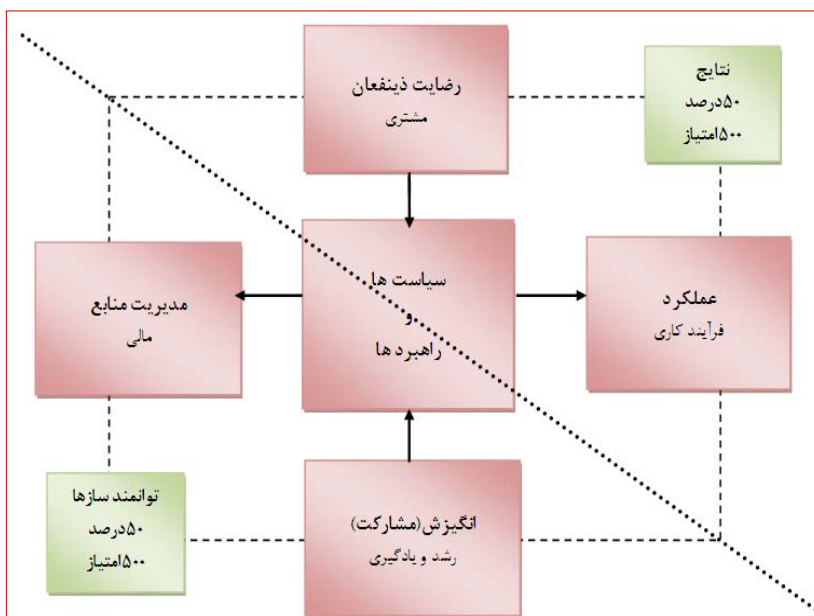 رضایت ذینفعان
مشتری
نتایج
۵۰درصد
۵۰۰امتیاز
سیاست ها
و
راهبرد ها
عملکرد
فرآیند کاری
مدیریت منابع
مالی
توانمند سازها
۵۰درصد
۵۰۰امتیاز
انگیزش(مشارکت)
رشد و یادگیری